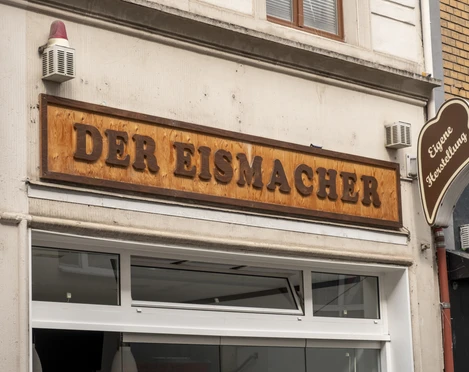 DER EISMACHER
Eigene
Herstellung